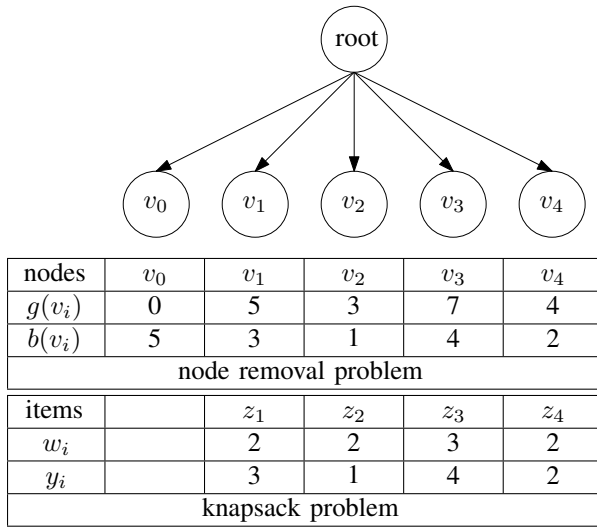 root
v₀ v₁ v₂ v₃ v₄
nodes v₀ v₁ v₂ v₃ v₄
g(vᵢ) 0 5 3 7 4
b(vᵢ) 5 3 1 4 2
node removal problem
items z₁ z₂ z₃ z₄
wᵢ 2 2 3 2
yᵢ 3 1 4 2
knapsack problem